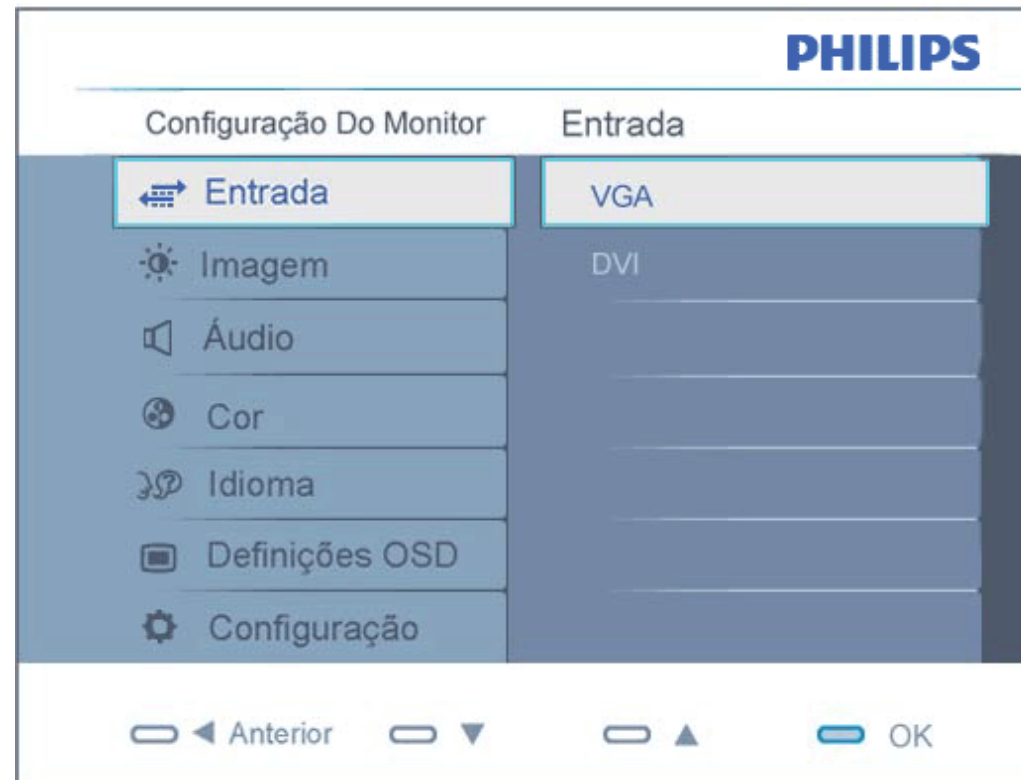 PHILIPS
Configuração Do Monitor
Entrada
Entrada
VGA
Imagem
DVI
Áudio
Cor
Idioma
Definições OSD
Configuração
Anterior
OK